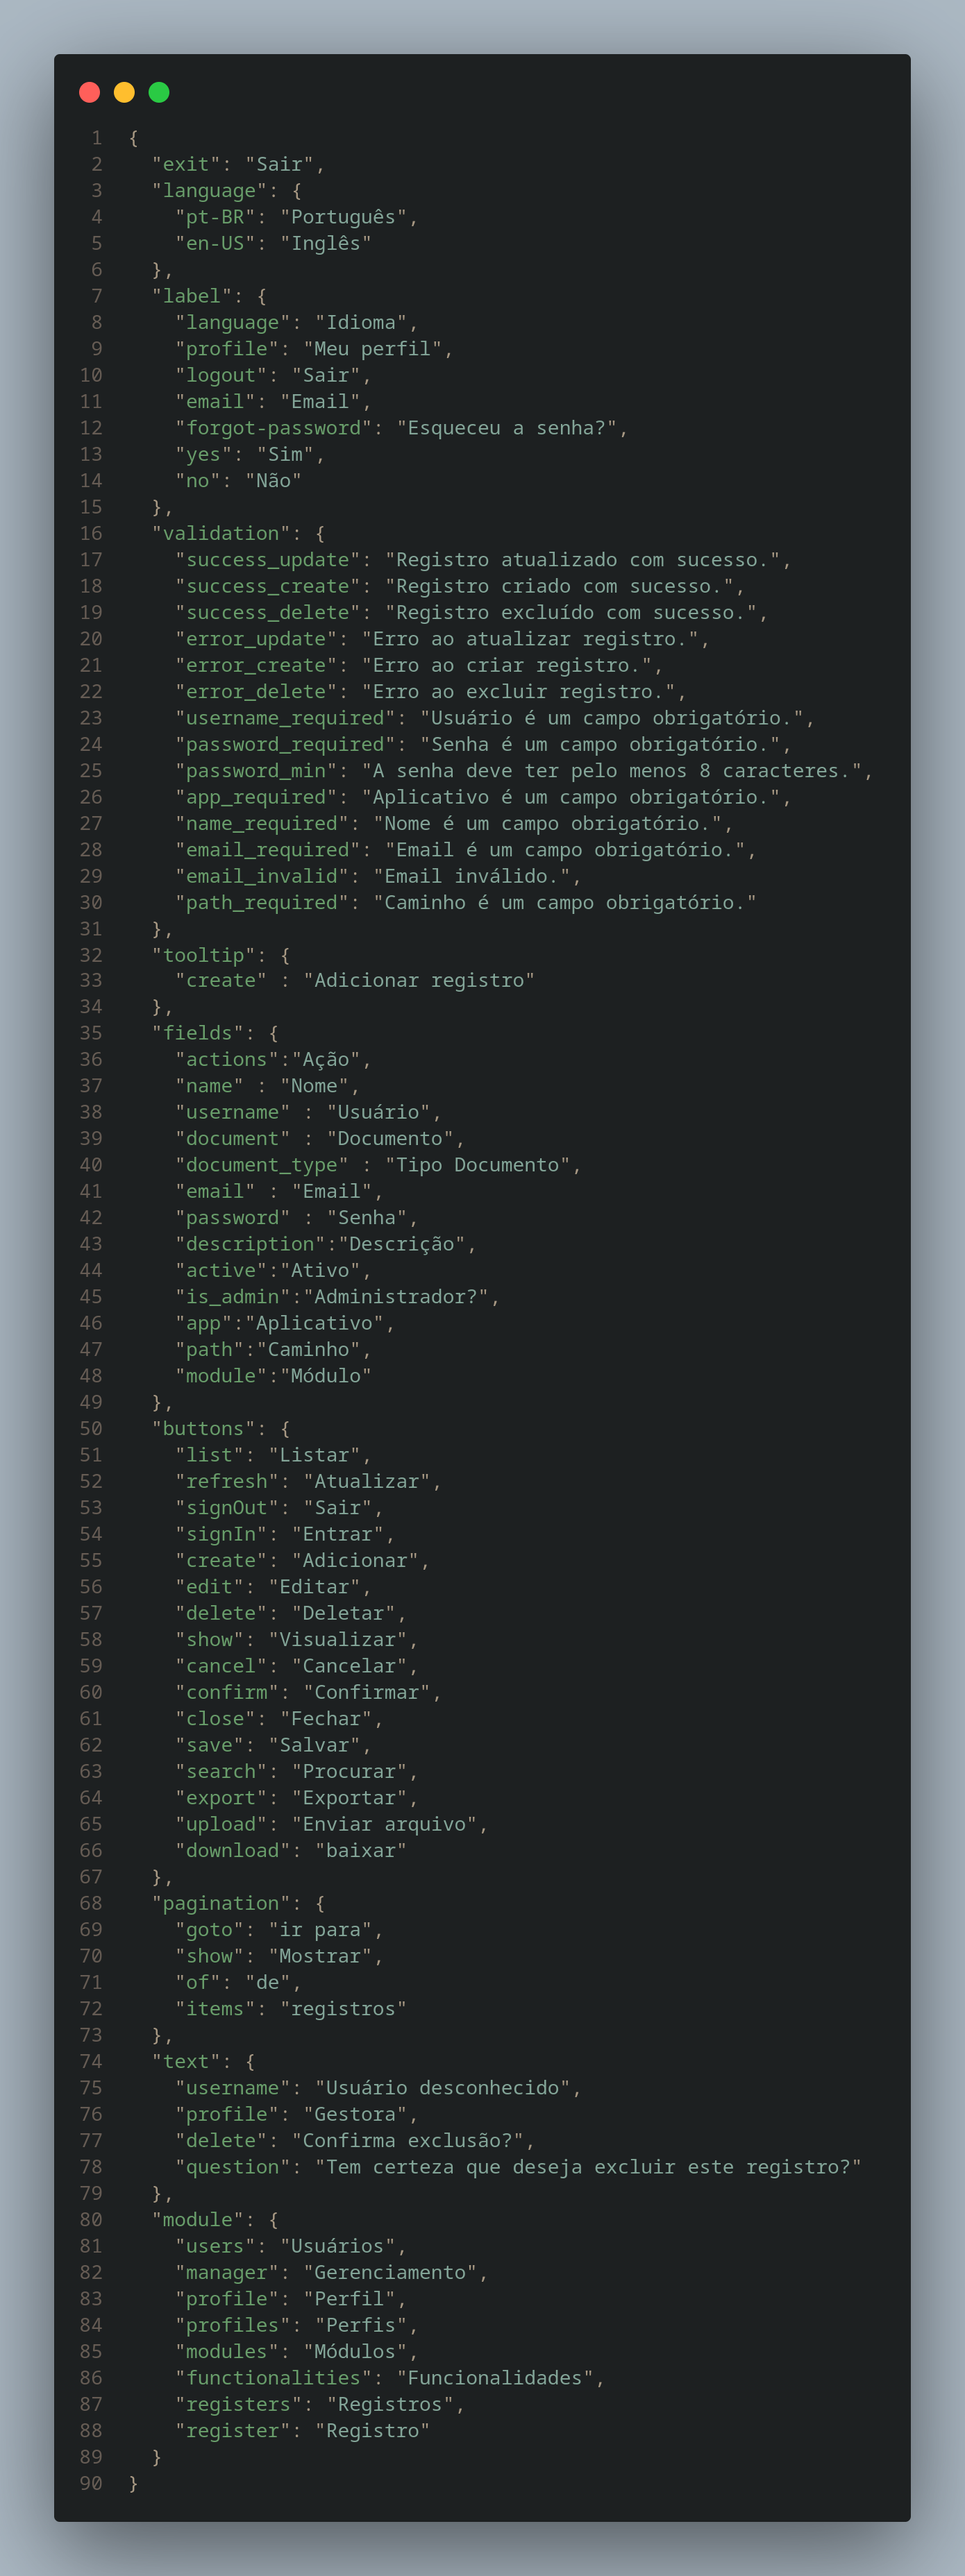 1 {
2   "exit": "Sair",
3   "language": {
4     "pt-BR": "Português",
5     "en-US": "Inglês"
6   },
7   "label": {
8     "language": "Idioma",
9     "profile": "Meu perfil",
10     "logout": "Sair",
11     "email": "Email",
12     "forgot-password": "Esqueceu a senha?",
13     "yes": "Sim",
14     "no": "Não"
15   },
16   "validation": {
17     "success_update": "Registro atualizado com sucesso.",
18     "success_create": "Registro criado com sucesso.",
19     "success_delete": "Registro excluído com sucesso.",
20     "error_update": "Erro ao atualizar registro.",
21     "error_create": "Erro ao criar registro.",
22     "error_delete": "Erro ao excluir registro.",
23     "username_required": "Usuário é um campo obrigatório.",
24     "password_required": "Senha é um campo obrigatório.",
25     "password_min": "A senha deve ter pelo menos 8 caracteres.",
26     "app_required": "Aplicativo é um campo obrigatório.",
27     "name_required": "Nome é um campo obrigatório.",
28     "email_required": "Email é um campo obrigatório.",
29     "email_invalid": "Email inválido.",
30     "path_required": "Caminho é um campo obrigatório."
31   },
32   "tooltip": {
33     "create" : "Adicionar registro"
34   },
35   "fields": {
36     "actions":"Ação",
37     "name" : "Nome",
38     "username" : "Usuário",
39     "document" : "Documento",
40     "document_type" : "Tipo Documento",
41     "email" : "Email",
42     "password" : "Senha",
43     "description":"Descrição",
44     "active":"Ativo",
45     "is_admin":"Administrador?",
46     "app":"Aplicativo",
47     "path":"Caminho",
48     "module":"Módulo"
49   },
50   "buttons": {
51     "list": "Listar",
52     "refresh": "Atualizar",
53     "signOut": "Sair",
54     "signIn": "Entrar",
55     "create": "Adicionar",
56     "edit": "Editar",
57     "delete": "Deletar",
58     "show": "Visualizar",
59     "cancel": "Cancelar",
60     "confirm": "Confirmar",
61     "close": "Fechar",
62     "save": "Salvar",
63     "search": "Procurar",
64     "export": "Exportar",
65     "upload": "Enviar arquivo",
66     "download": "baixar"
67   },
68   "pagination": {
69     "goto": "ir para",
70     "show": "Mostrar",
71     "of": "de",
72     "items": "registros"
73   },
74   "text": {
75     "username": "Usuário desconhecido",
76     "profile": "Gestora",
77     "delete": "Confirma exclusão?",
78     "question": "Tem certeza que deseja excluir este registro?"
79   },
80   "module": {
81     "users": "Usuários",
82     "manager": "Gerenciamento",
83     "profile": "Perfil",
84     "profiles": "Perfis",
85     "modules": "Módulos",
86     "functionalities": "Funcionalidades",
87     "registers": "Registros",
88     "register": "Registro"
89   }
90 }